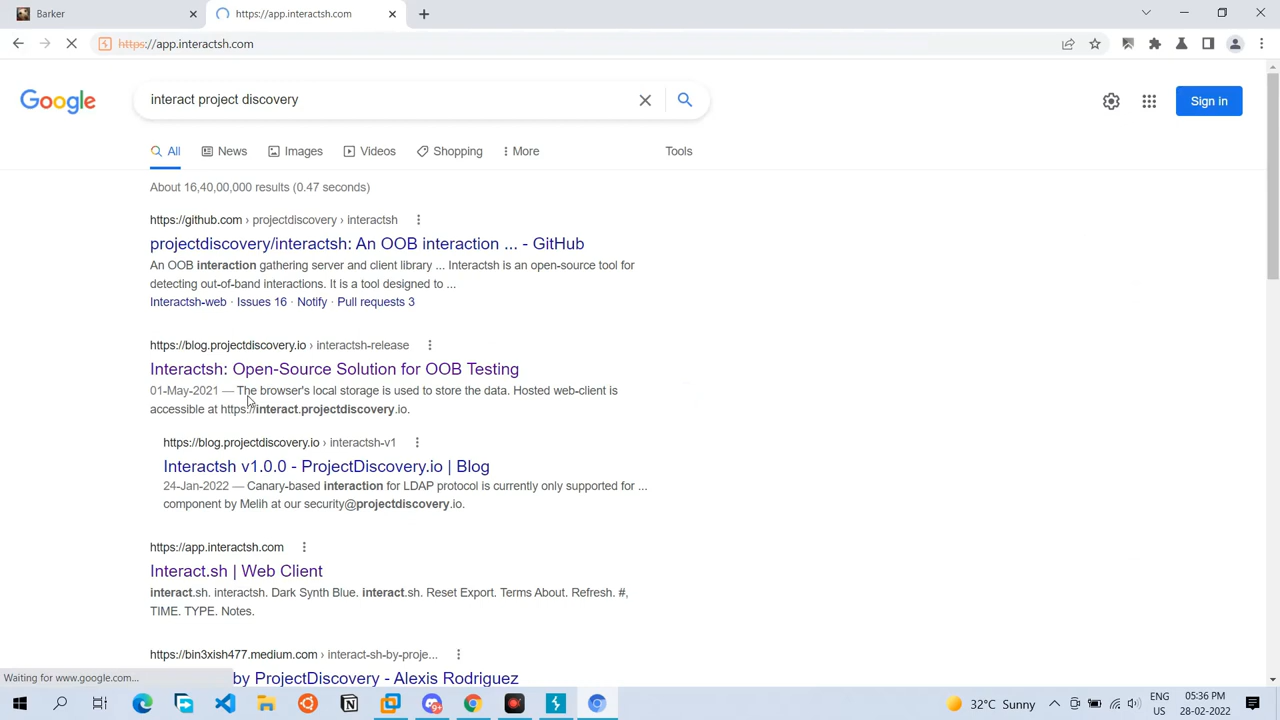 Barker
https://app.interactsh.com
https://app.interactsh.com
Google
interact project discovery
Sign in
All
News
Images
Videos
Shopping
More
Tools
About 16,40,00,000 results (0.47 seconds)
https://github.com › projectdiscovery › interactsh
projectdiscovery/interactsh: An OOB interaction ... - GitHub
An OOB interaction gathering server and client library ... Interactsh is an open-source tool for
detecting out-of-band interactions. It is a tool designed to ...
Interactsh-web · Issues 16 · Notify · Pull requests 3
https://blog.projectdiscovery.io › interactsh-release
Interactsh: Open-Source Solution for OOB Testing
01-May-2021 — The browser's local storage is used to store the data. Hosted web-client is
accessible at https://interact.projectdiscovery.io.
https://blog.projectdiscovery.io › interactsh-v1
Interactsh v1.0.0 - ProjectDiscovery.io | Blog
24-Jan-2022 — Canary-based interaction for LDAP protocol is currently only supported for ...
component by Melih at our security@projectdiscovery.io.
https://app.interactsh.com
Interact.sh | Web Client
interact.sh. interactsh. Dark Synth Blue. interact.sh. Reset Export. Terms About. Refresh. #,
TIME. TYPE. Notes.
https://bin3xish477.medium.com › interact-sh-by-proje...
by ProjectDiscovery - Alexis Rodriguez
Waiting for www.google.com...
9+
32°C Sunny
ENG
US
05:36 PM
28-02-2022